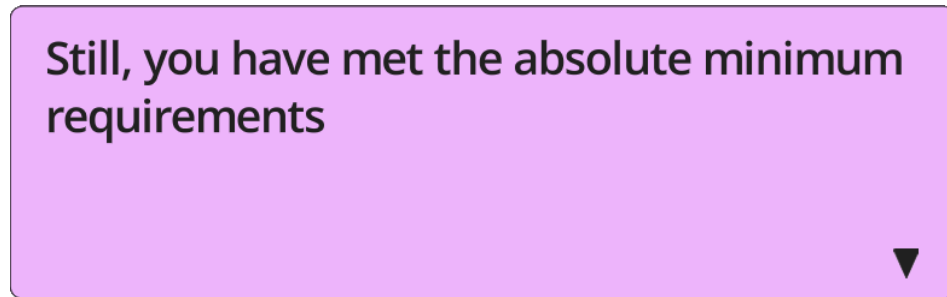 Still, you have met the absolute minimum
requirements